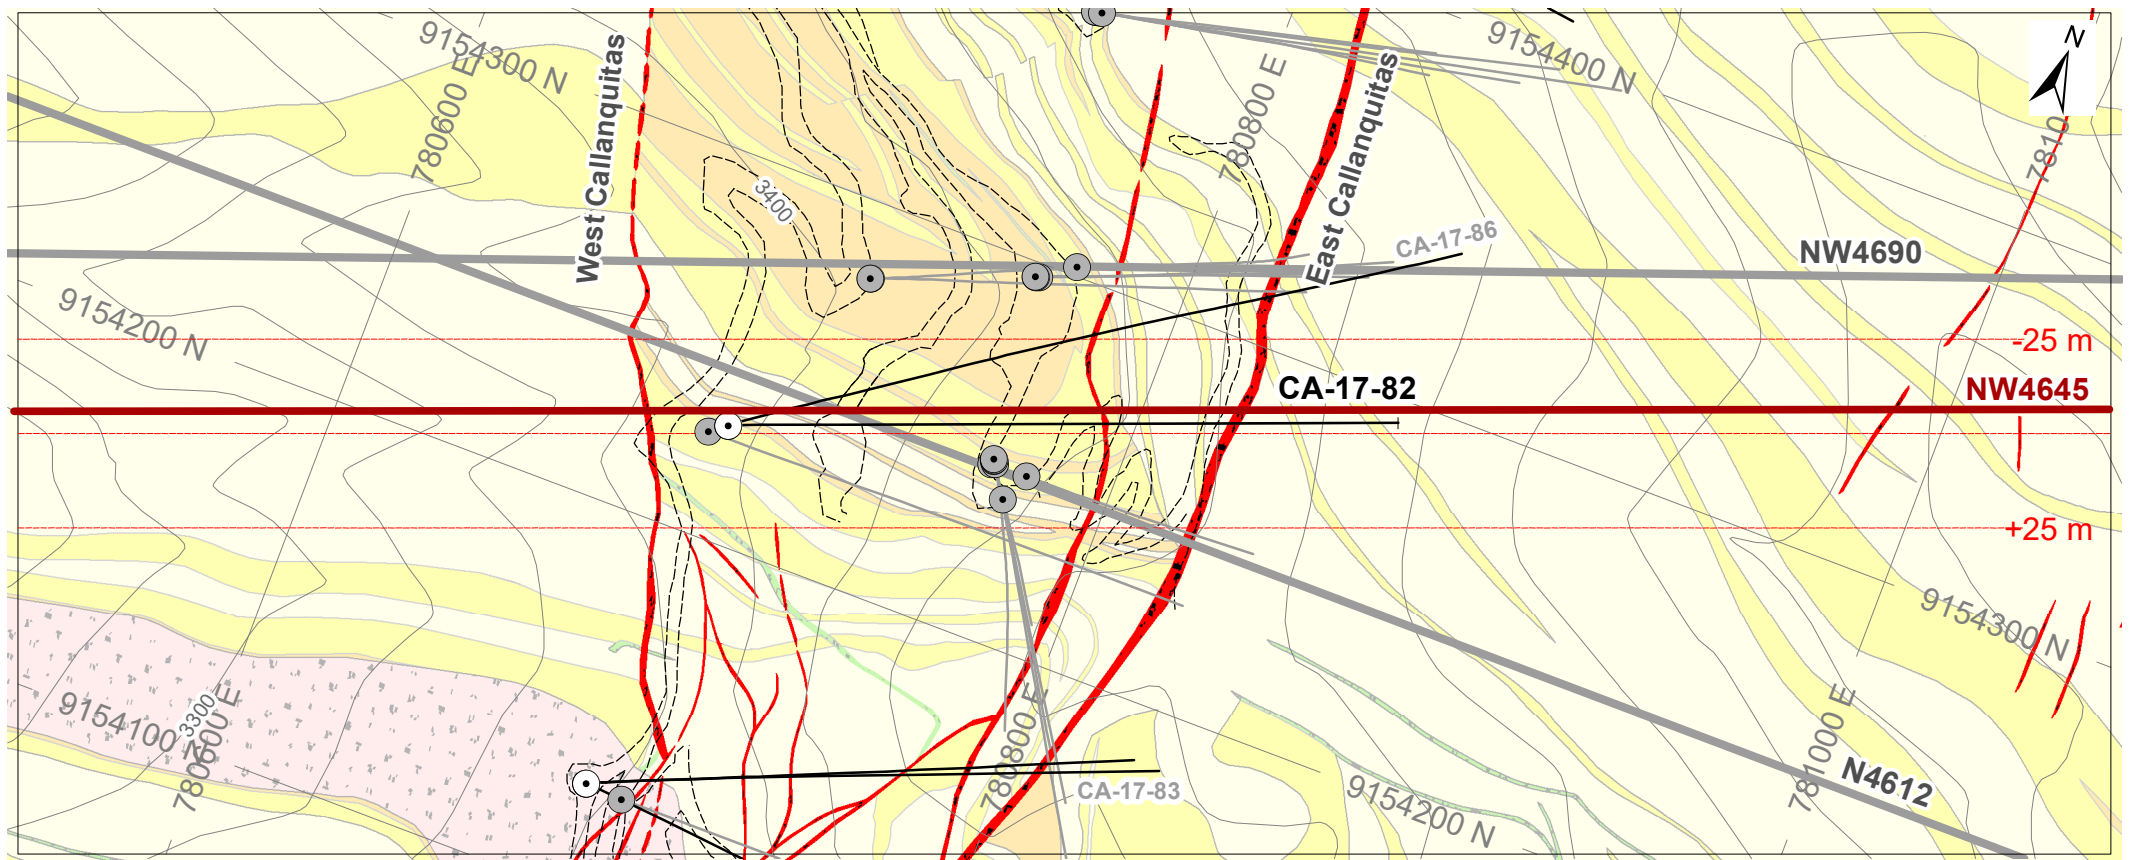 9154300 N
9154400 N
N
780600 E
West Callanquitas
780800 E
East Callanquitas
7810
3400
CA-17-86
NW4690
9154200 N
-25 m
CA-17-82
NW4645
+25 m
9154300 N
9154100 N
3300
780600 E
780800 E
781000 E
CA-17-83
9154200 N
N4612